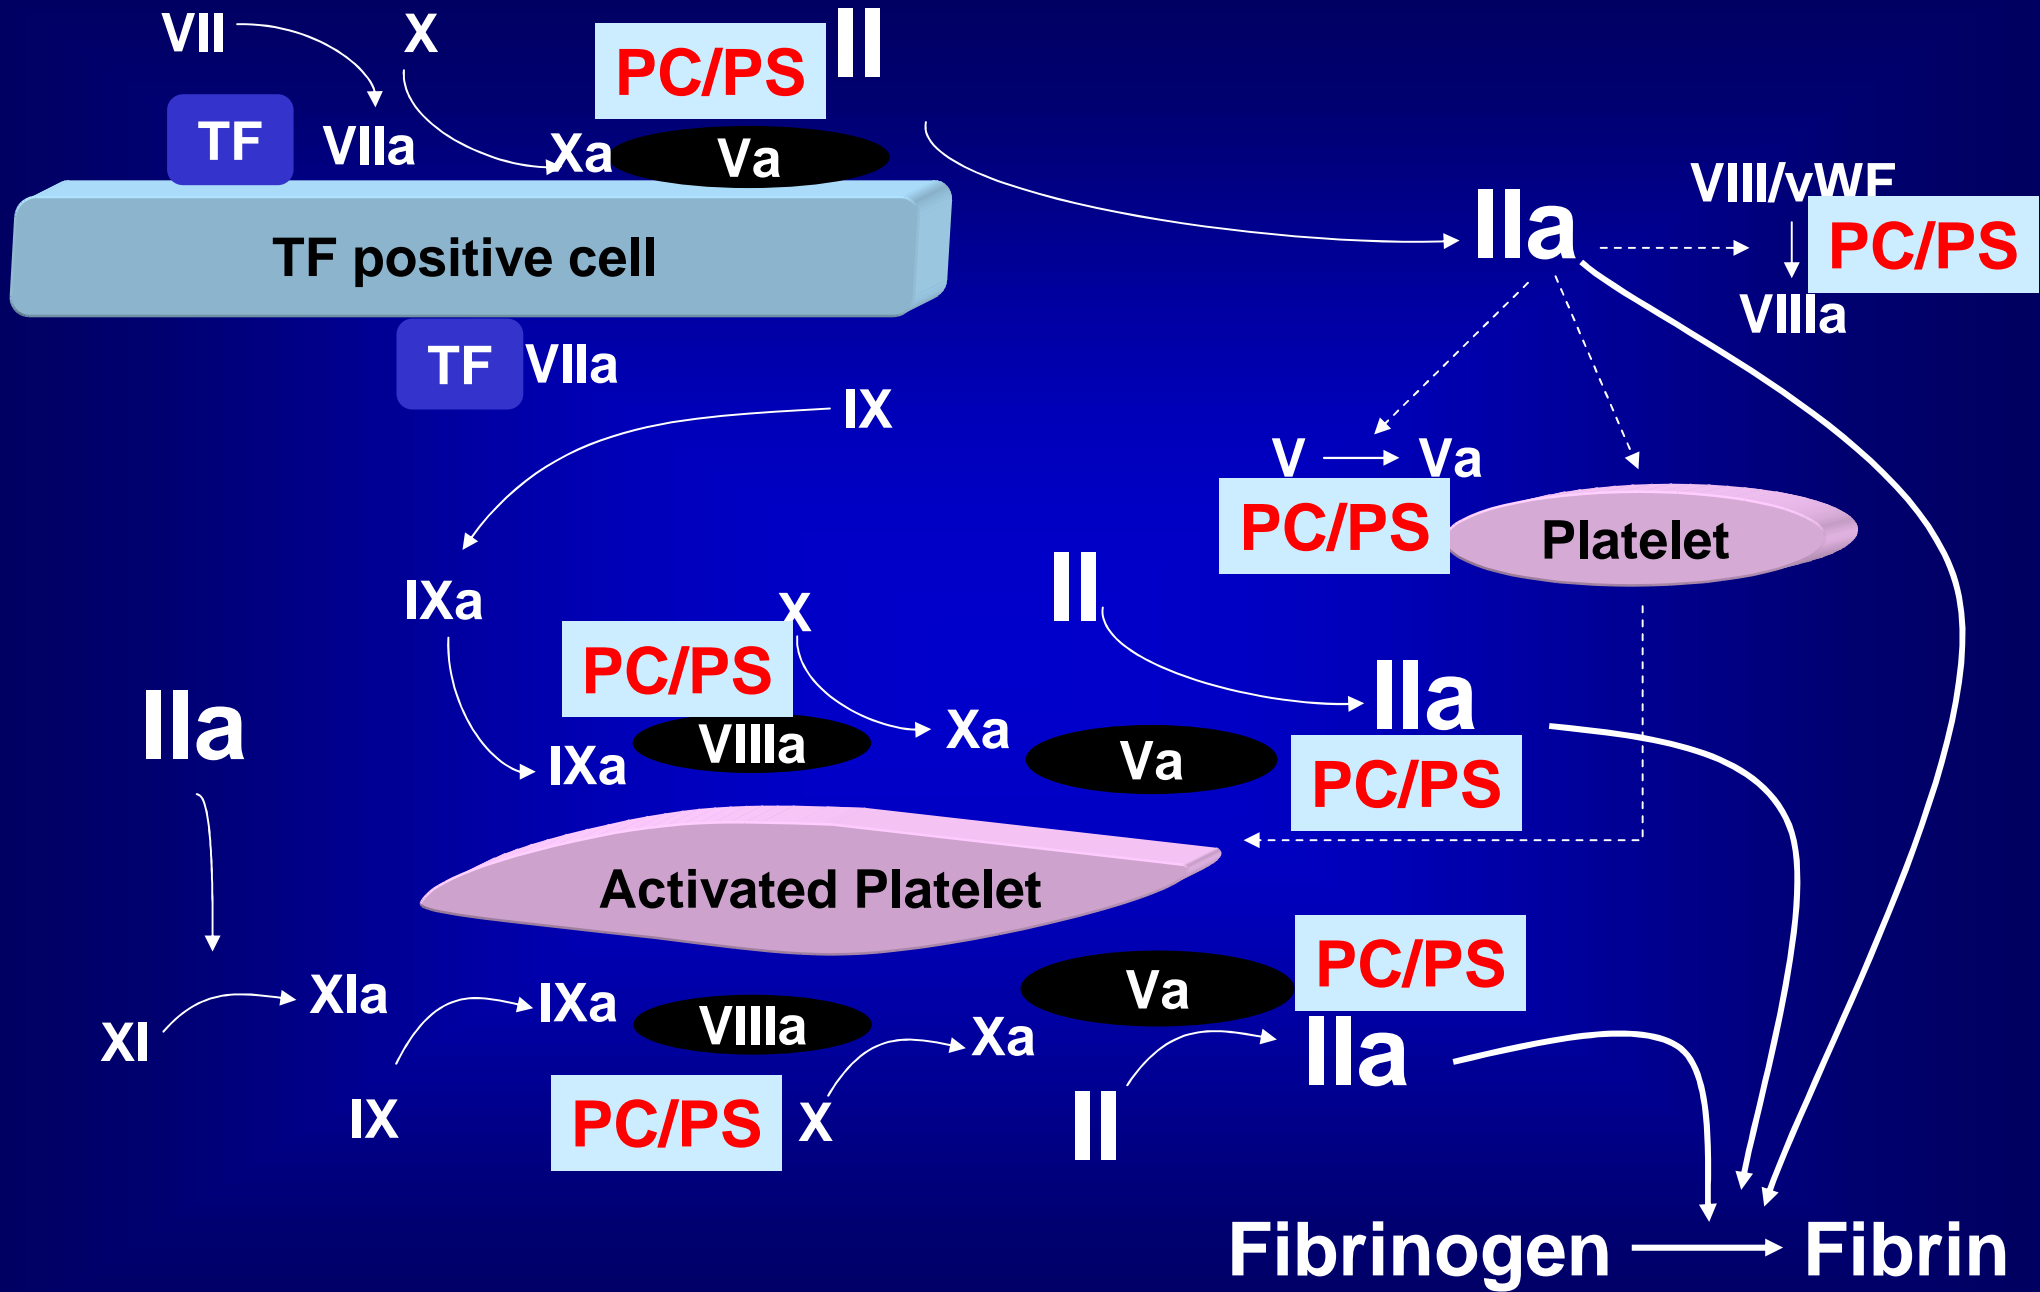 VII
X
PC/PS
II
TF
VIIa
Xa
Va
VIII/vWF
IIa
PC/PS
TF positive cell
VIIIa
TF
VIIa
IX
V
Va
PC/PS
Platelet
IXa
X
II
PC/PS
IIa
IIa
IXa
VIIIa
Xa
Va
PC/PS
Activated Platelet
PC/PS
XIa
IXa
VIIIa
Va
XI
Xa
IIa
IX
PC/PS
X
II
Fibrinogen
Fibrin